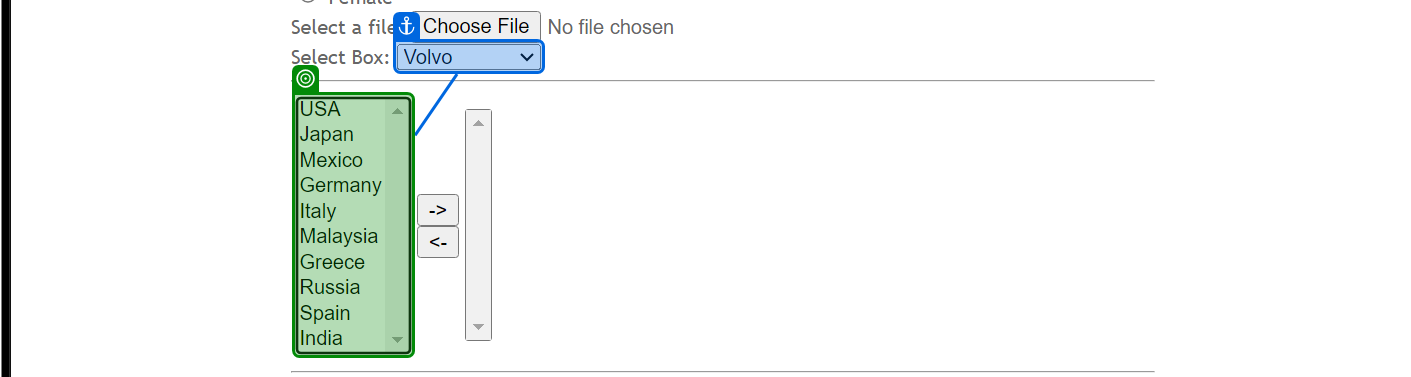 Female
Select a file Choose File No file chosen
Select Box: Volvo
USA
Japan
Mexico
Germany
Italy
Malaysia
Greece
Russia
Spain
India
->
<-